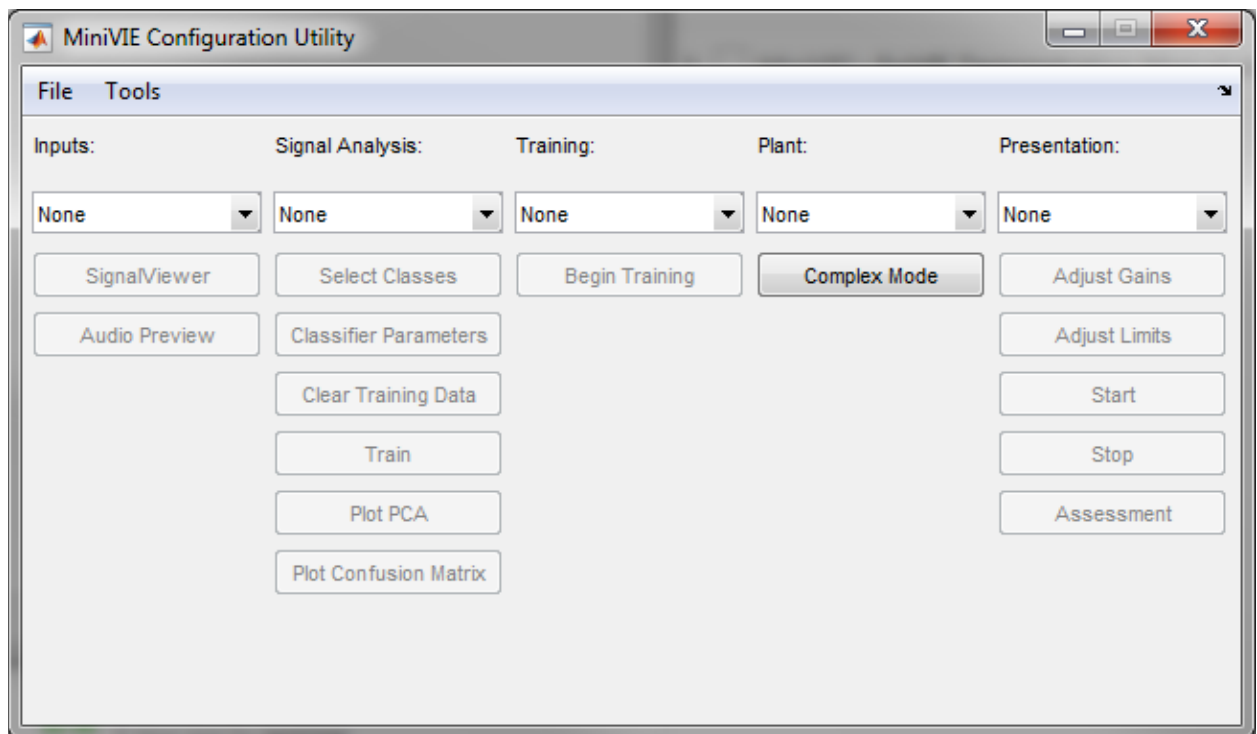 MiniVIE Configuration Utility
File Tools
Inputs: Signal Analysis: Training: Plant: Presentation:
None None None None None
SignalViewer Select Classes Begin Training Complex Mode Adjust Gains
Audio Preview Classifier Parameters Adjust Limits
Clear Training Data Start
Train Stop
Plot PCA Assessment
Plot Confusion Matrix